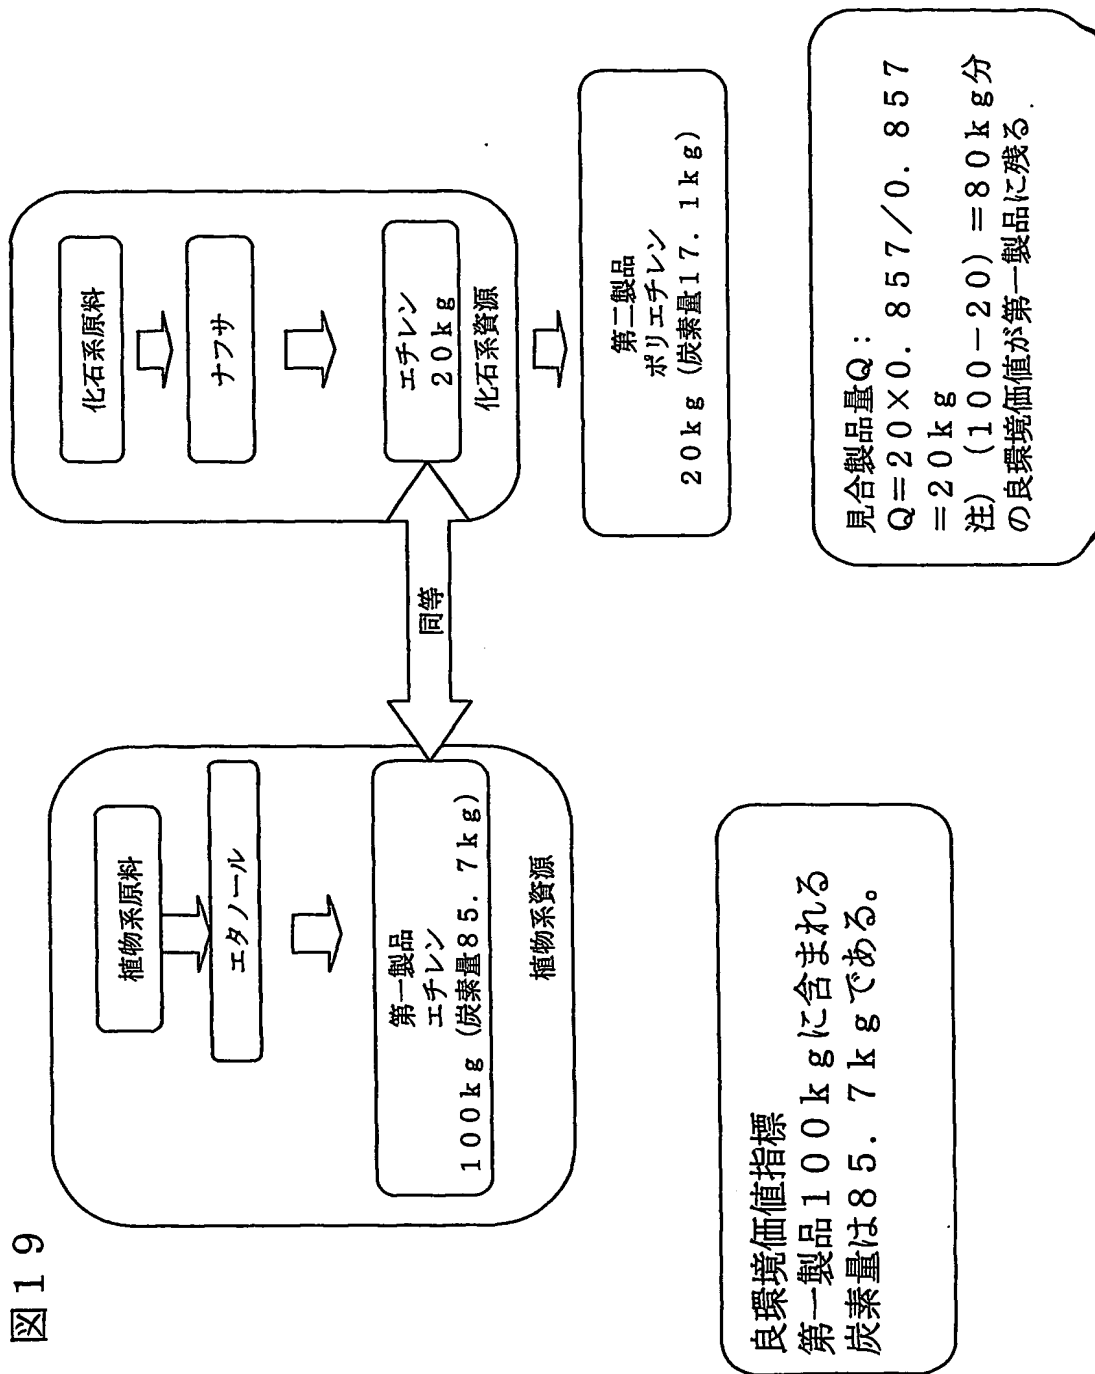 図19
植物系原料
エタノール
第一製品
エチレン
100kg (炭素量85.7kg)
植物系資源
同等
化石系原料
ナフサ
エチレン
20kg
化石系資源
第二製品
ポリエチレン
20kg (炭素量17.1kg)
良環境価値指標
第一製品100kgに含まれる
炭素量は85.7kgである。
見合製品量Q：
Q＝20×0.857／0.857
＝20kg
注）(100－20)＝80kg分
の良環境価値が第一製品に残る.